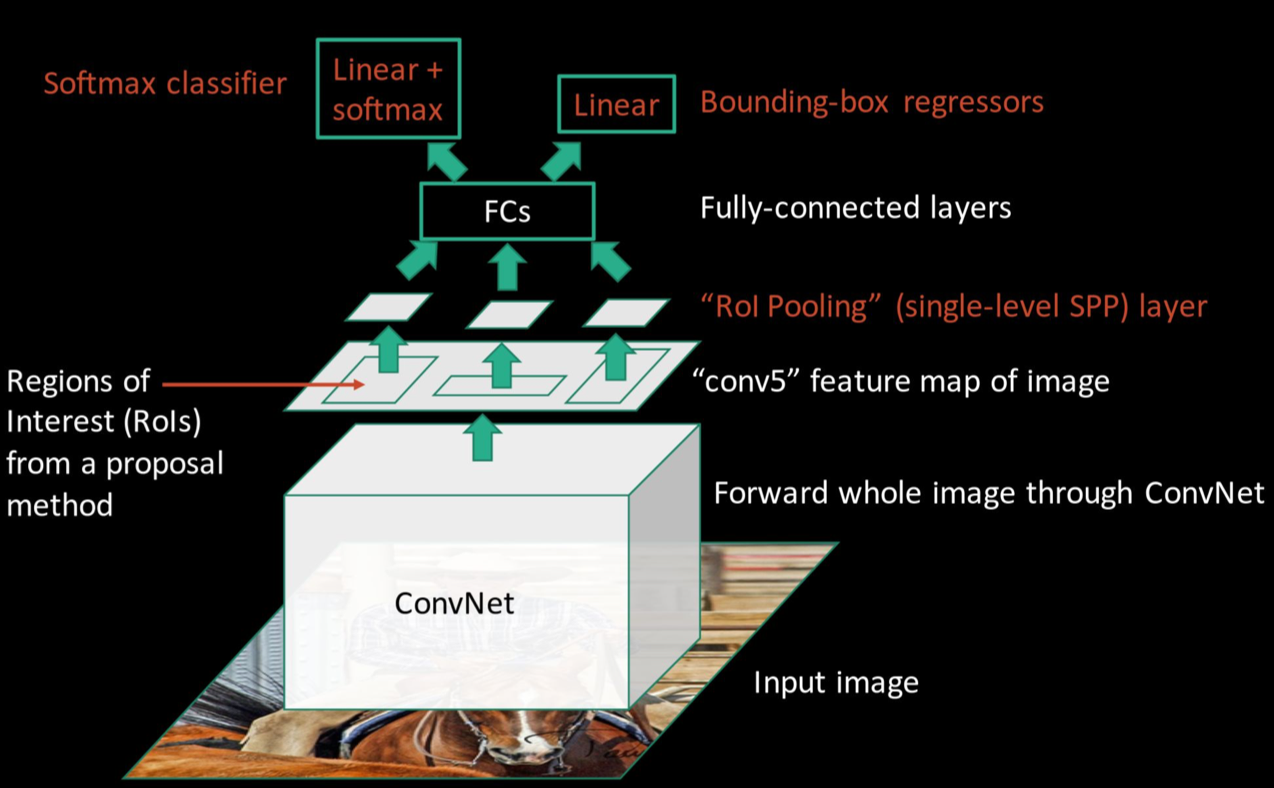 Softmax classifier
Linear +
softmax
Linear
Bounding-box regressors
FCs
Fully-connected layers
“RoI Pooling” (single-level SPP) layer
Regions of
Interest (RoIs)
from a proposal
method
“conv5” feature map of image
Forward whole image through ConvNet
ConvNet
Input image